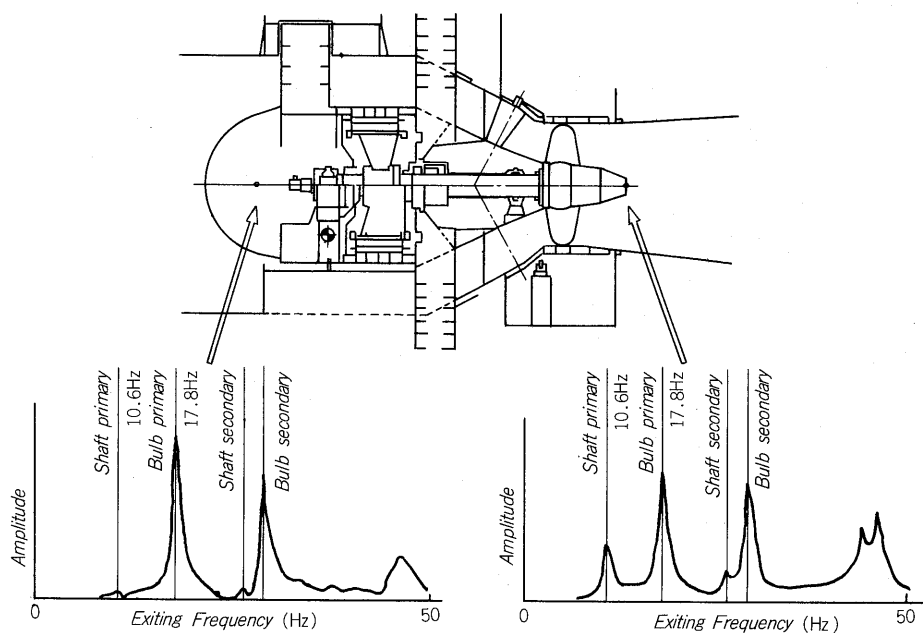 Amplitude
Shaft primary
10.6Hz
Bulb primary
17.8Hz
Shaft secondary
Bulb secondary
0
50
Exiting Frequency (Hz)
Amplitude
Shaft primary
10.6Hz
Bulb primary
17.8Hz
Shaft secondary
Bulb secondary
0
50
Exiting Frequency (Hz)